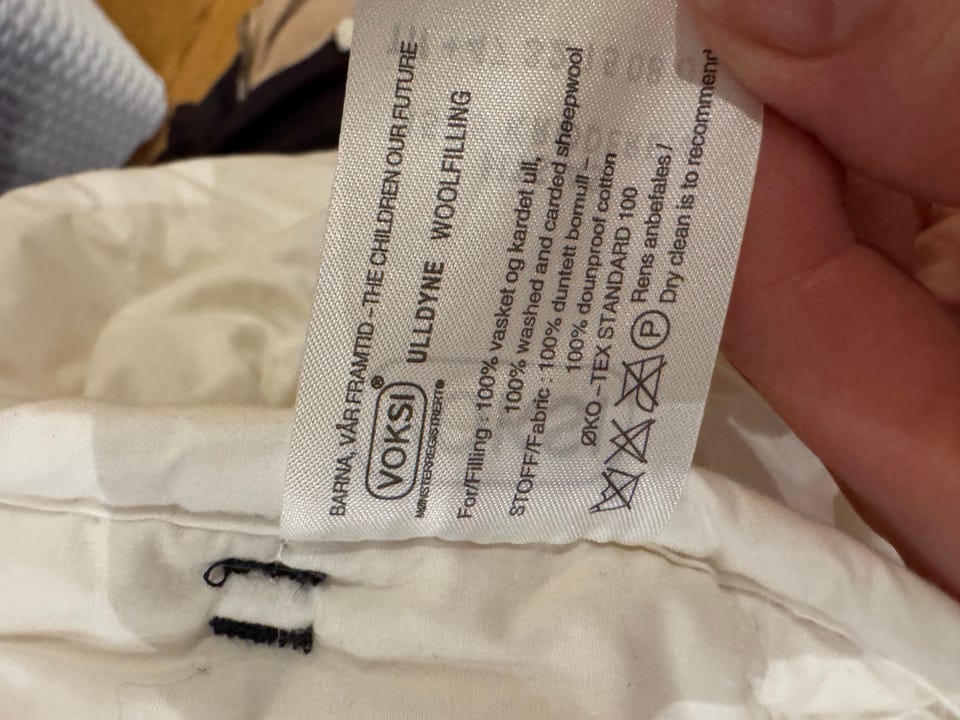 BARNA, VÅR FRAMTID – THE CHILDREN OUR FUTURE
VOKSI®
MØNSTERREGISTRERT®
ULLDYNE WOOLFILLING
For/Filling : 100% vasket og kardet ull,
100% washed and carded sheepwool
STOFF/Fabric : 100% duntett bomull –
100% dounproof cotton
ØKO – TEX STANDARD 100
P Rens anbefales /
Dry clean is to recommend